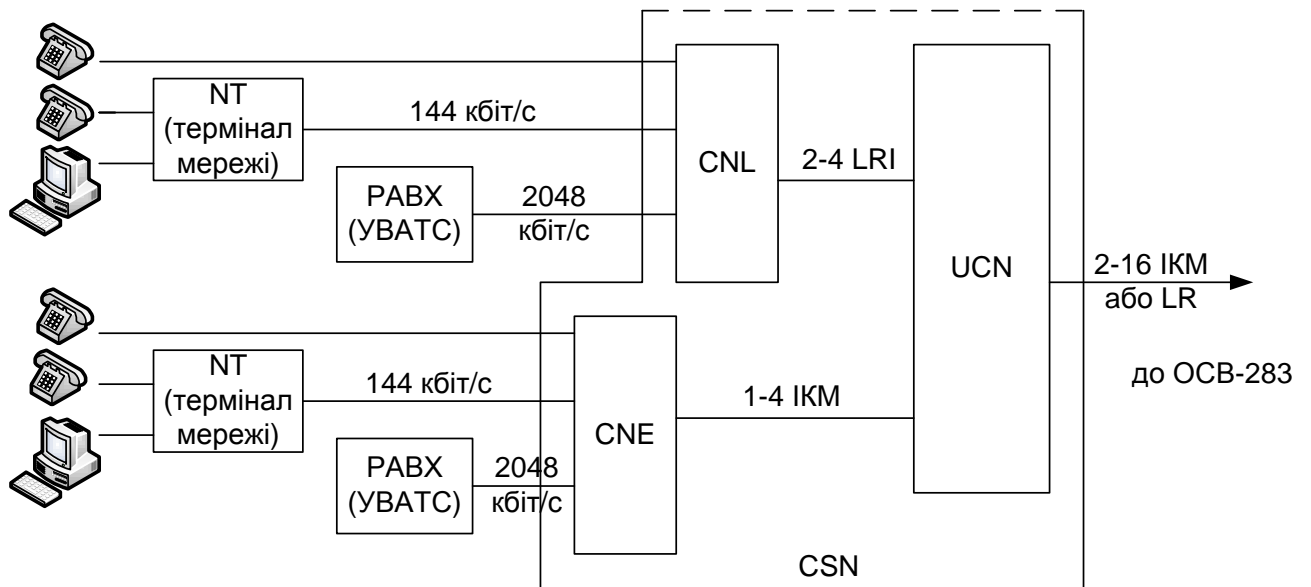 NT
(термінал
мережі)
144 кбіт/с
PABX
(УВАТС)
2048
кбіт/с
CNL
2-4 LRI
UCN
2-16 ІКМ
або LR
до ОСВ-283
NT
(термінал
мережі)
144 кбіт/с
PABX
(УВАТС)
2048
кбіт/с
CNE
1-4 ІКМ
CSN